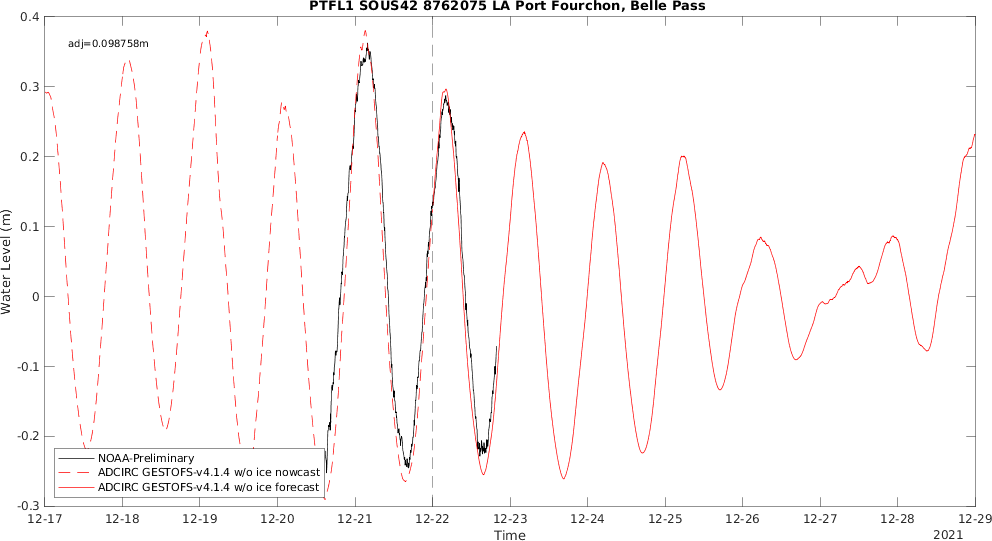 PTFL1 SOUS42 8762075 LA Port Fourchon, Belle Pass
adj=0.098758m
Water Level (m)
0.4
0.3
0.2
0.1
0
-0.1
-0.2
-0.3
NOAA-Preliminary
ADCIRC GESTOFS-v4.1.4 w/o ice nowcast
ADCIRC GESTOFS-v4.1.4 w/o ice forecast
12-17 12-18 12-19 12-20 12-21 12-22 12-23 12-24 12-25 12-26 12-27 12-28 12-29
Time
2021